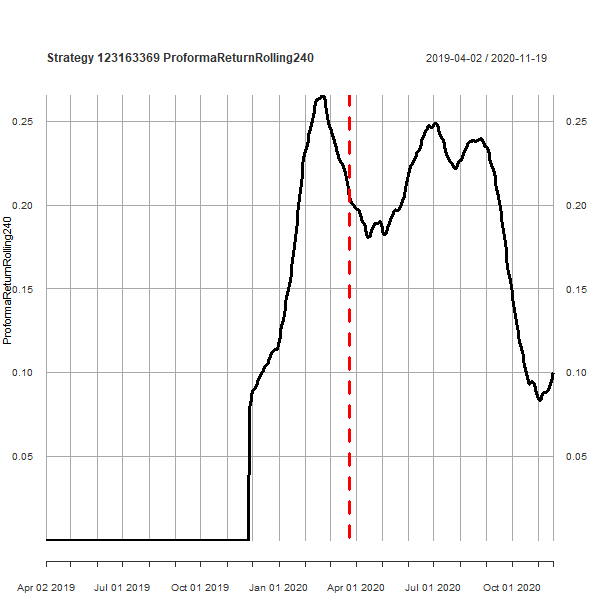 Strategy 123163369 ProformaReturnRolling240
2019-04-02 / 2020-11-19
ProformaReturnRolling240
0.25
0.25
0.20
0.20
0.15
0.15
0.10
0.10
0.05
0.05
Apr 02 2019
Jul 01 2019
Oct 01 2019
Jan 01 2020
Apr 01 2020
Jul 01 2020
Oct 01 2020